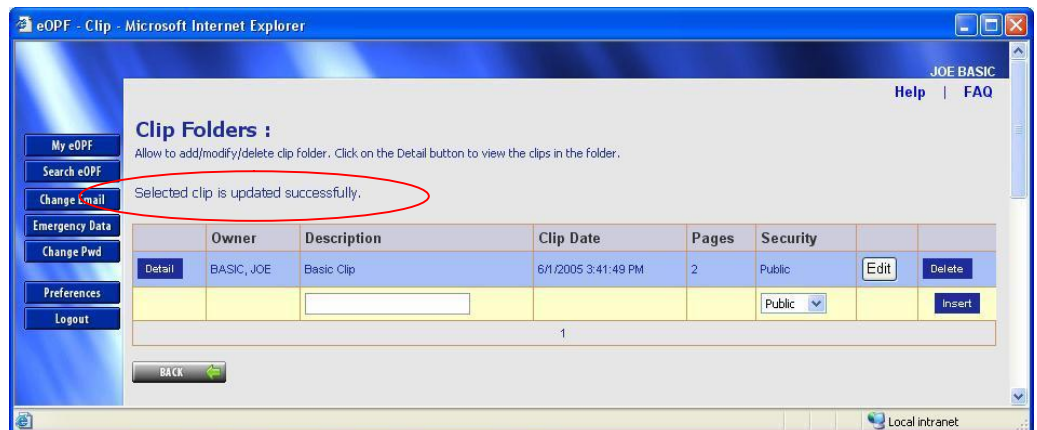 eOPF - Clip - Microsoft Internet Explorer
JOE BASIC
Help | FAQ
My eOPF
Search eOPF
Change Email
Emergency Data
Change Pwd
Preferences
Logout
Clip Folders :
Allow to add/modify/delete clip folder. Click on the Detail button to view the clips in the folder.
Selected clip is updated successfully.
Owner Description Clip Date Pages Security
Detail BASIC, JOE Basic Clip 6/1/2005 3:41:49 PM 2 Public Edit Delete
Public Insert
1
BACK
Local intranet